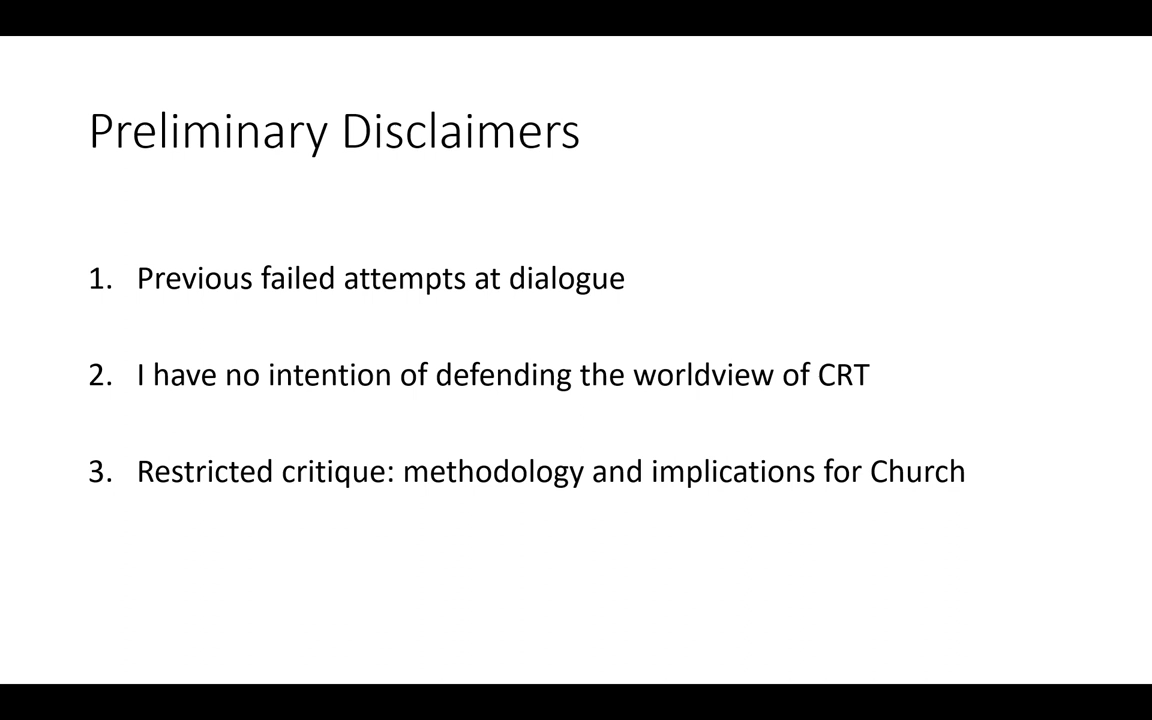 Preliminary Disclaimers
1. Previous failed attempts at dialogue
2. I have no intention of defending the worldview of CRT
3. Restricted critique: methodology and implications for Church